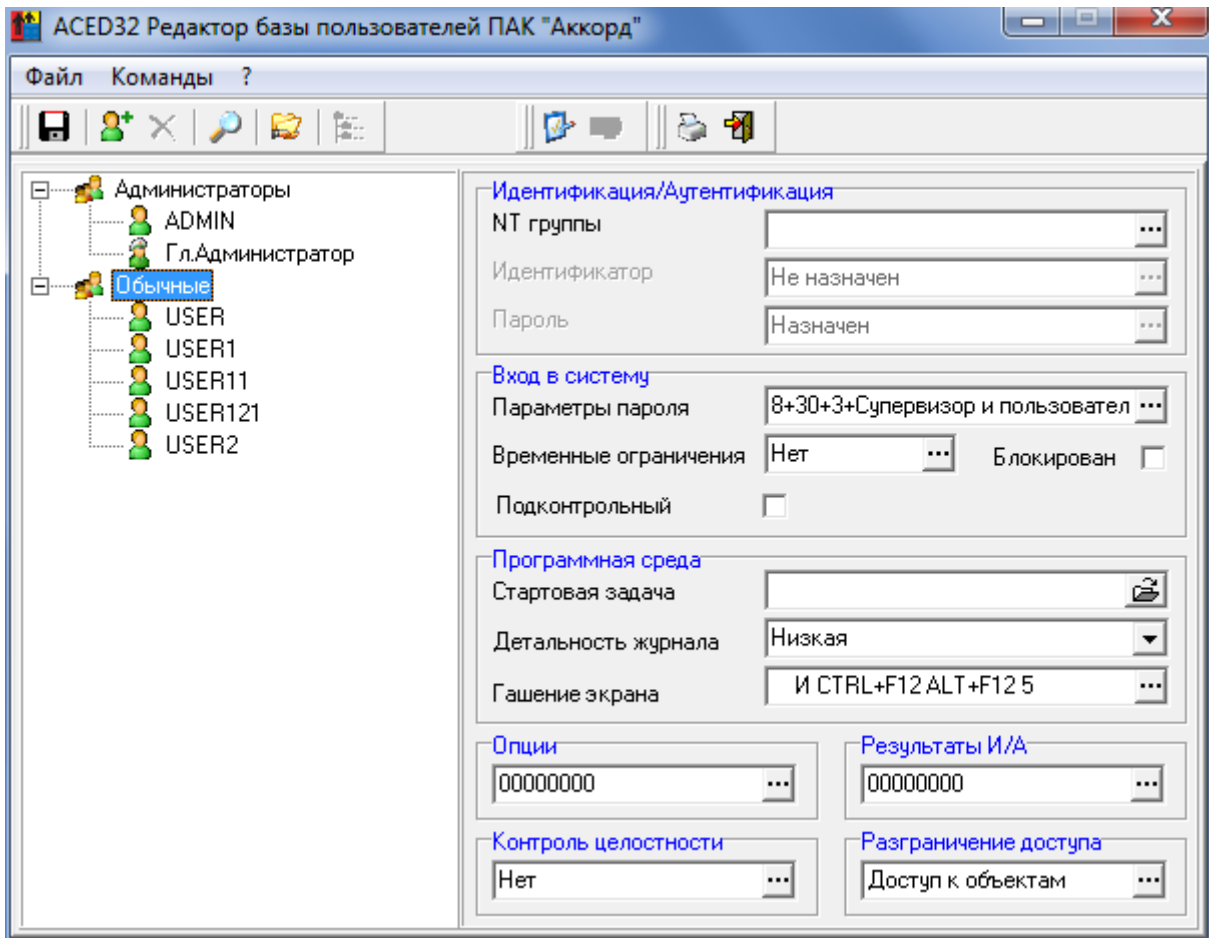 ACED32 Редактор базы пользователей ПАК "Аккорд"
Файл Команды ?
Администраторы
ADMIN
Гл.Администратор
Обычные
USER
USER1
USER11
USER121
USER2
Идентификация/Аутентификация
NT группы
Идентификатор Не назначен
Пароль Назначен
Вход в систему
Параметры пароля 8+30+3+Супервизор и пользовател
Временные ограничения Нет Блокирован
Подконтрольный
Программная среда
Стартовая задача
Детальность журнала Низкая
Гашение экрана И CTRL+F12 ALT+F12 5
Опции Результаты И/А
00000000 00000000
Контроль целостности Разграничение доступа
Нет Доступ к объектам